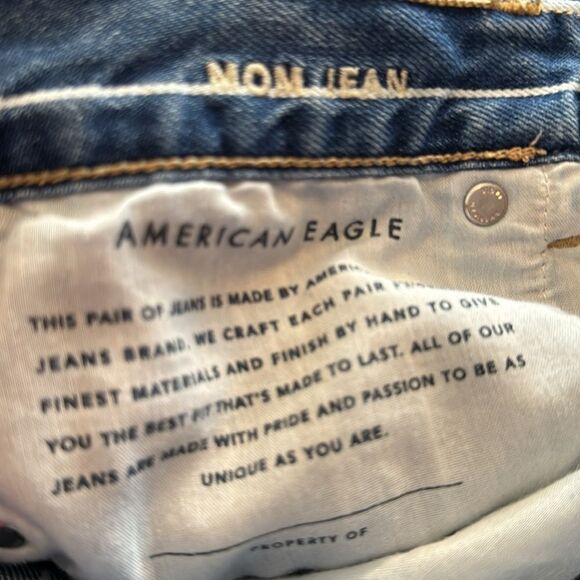 MOM JEAN
AMERICAN EAGLE
THIS PAIR OF JEANS IS MADE BY
JEANS BRAND. WE CRAFT EACH PAIR
FINEST MATERIALS AND FINISH BY HAND TO GIVE
YOU THE BEST FIT THAT'S MADE TO LAST. ALL OF OUR
JEANS ARE MADE WITH PRIDE AND PASSION TO BE AS
UNIQUE AS YOU ARE.
PROPERTY OF